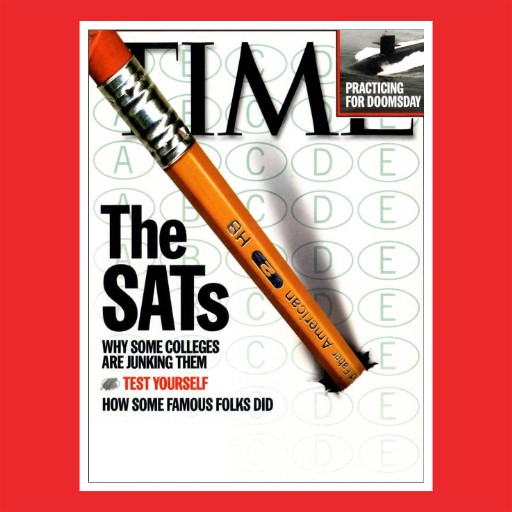 TIME
PRACTICING
FOR DOOMSDAY
A B C D E
A C D E
A B C D E
A B D E
The
SATs
HB
2
American
Faber
WHY SOME COLLEGES
ARE JUNKING THEM
TEST YOURSELF
HOW SOME FAMOUS FOLKS DID